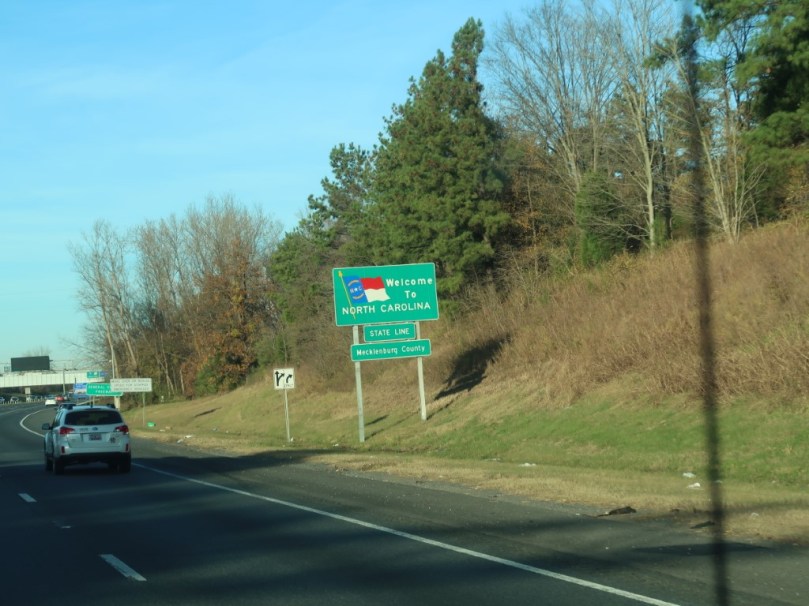 Welcome
To
NORTH CAROLINA
STATE LINE
Mecklenburg County